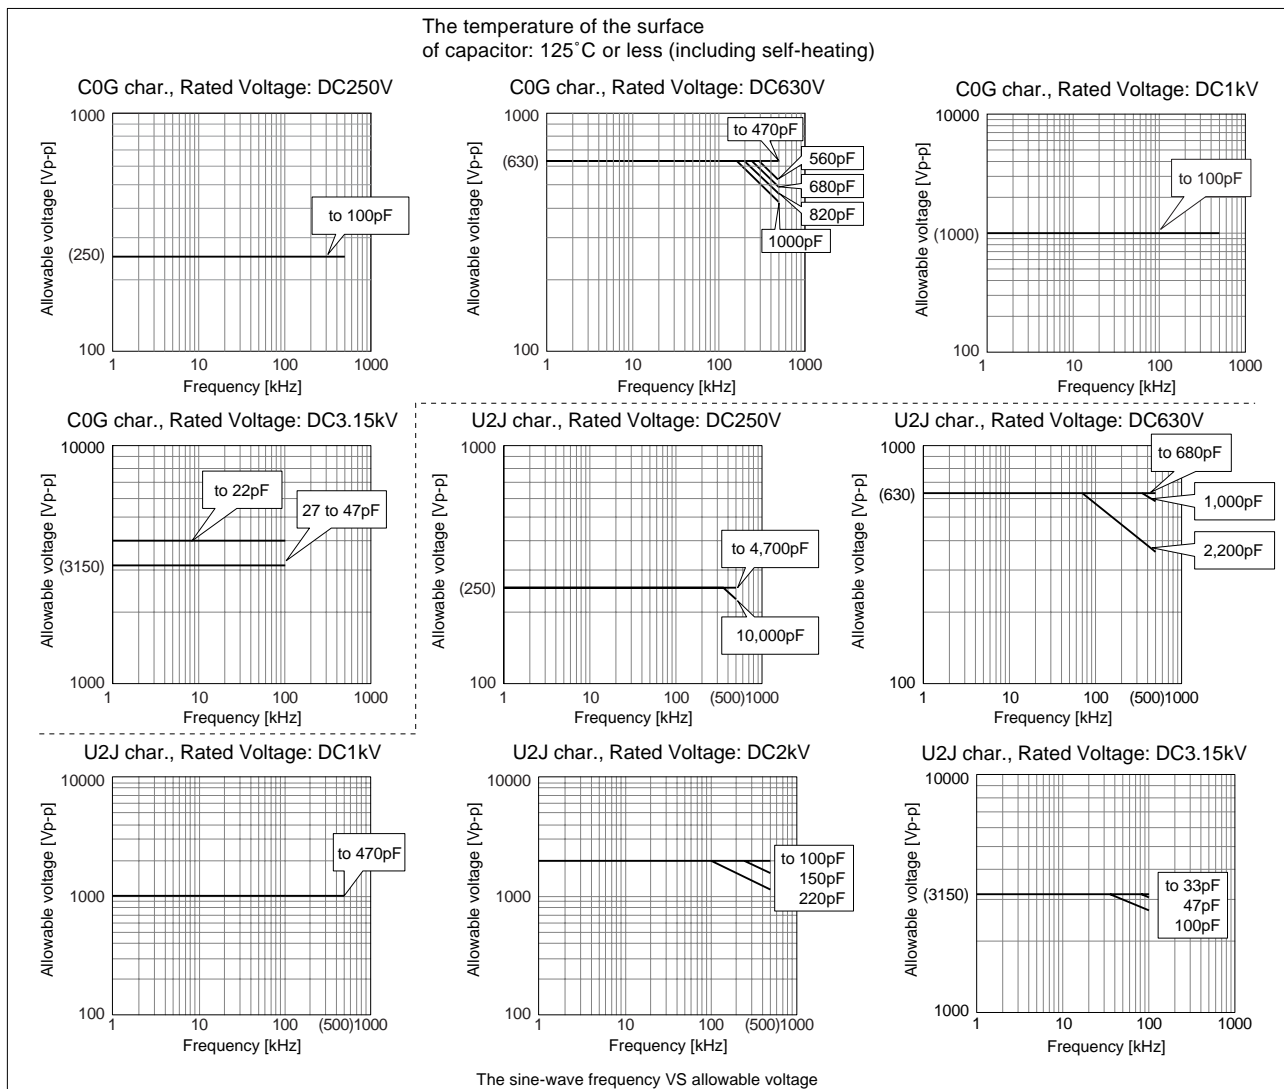 The temperature of the surface
of capacitor: 125˚C or less (including self-heating)
C0G char., Rated Voltage: DC250V
Allowable voltage [Vp-p]
1000
(250)
100
to 100pF
1
10
100
1000
Frequency [kHz]
C0G char., Rated Voltage: DC630V
Allowable voltage [Vp-p]
1000
(630)
100
to 470pF
560pF
680pF
820pF
1000pF
1
10
100
1000
Frequency [kHz]
C0G char., Rated Voltage: DC1kV
Allowable voltage [Vp-p]
10000
(1000)
100
to 100pF
1
10
100
1000
Frequency [kHz]
C0G char., Rated Voltage: DC3.15kV
Allowable voltage [Vp-p]
10000
(3150)
1000
to 22pF
27 to 47pF
1
10
100
1000
Frequency [kHz]
U2J char., Rated Voltage: DC250V
Allowable voltage [Vp-p]
1000
(250)
100
to 4,700pF
10,000pF
1
10
100
(500)1000
Frequency [kHz]
U2J char., Rated Voltage: DC630V
Allowable voltage [Vp-p]
1000
(630)
100
to 680pF
1,000pF
2,200pF
1
10
100
(500)1000
Frequency [kHz]
U2J char., Rated Voltage: DC1kV
Allowable voltage [Vp-p]
10000
1000
100
to 470pF
1
10
100
(500)1000
Frequency [kHz]
U2J char., Rated Voltage: DC2kV
Allowable voltage [Vp-p]
10000
1000
100
to 100pF
150pF
220pF
1
10
100
(500)1000
Frequency [kHz]
U2J char., Rated Voltage: DC3.15kV
Allowable voltage [Vp-p]
10000
(3150)
1000
to 33pF
47pF
100pF
1
10
100
1000
Frequency [kHz]
The sine-wave frequency VS allowable voltage